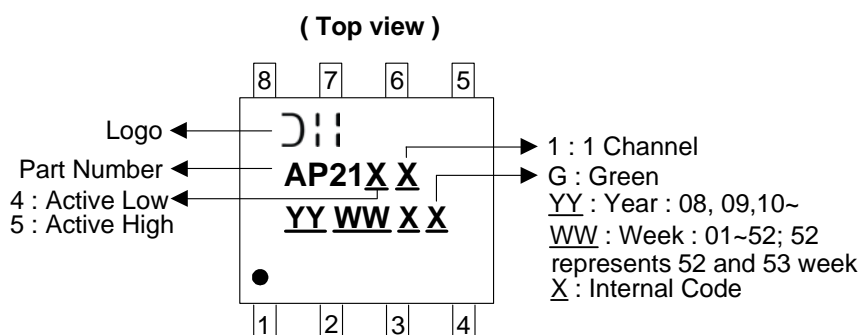 ( Top view )
8 7 6 5
Logo
Part Number
4 : Active Low
5 : Active High
AP21X X
YY WW X X
1 : 1 Channel
G : Green
YY : Year : 08, 09,10~
WW : Week : 01~52; 52
represents 52 and 53 week
X : Internal Code
1 2 3 4